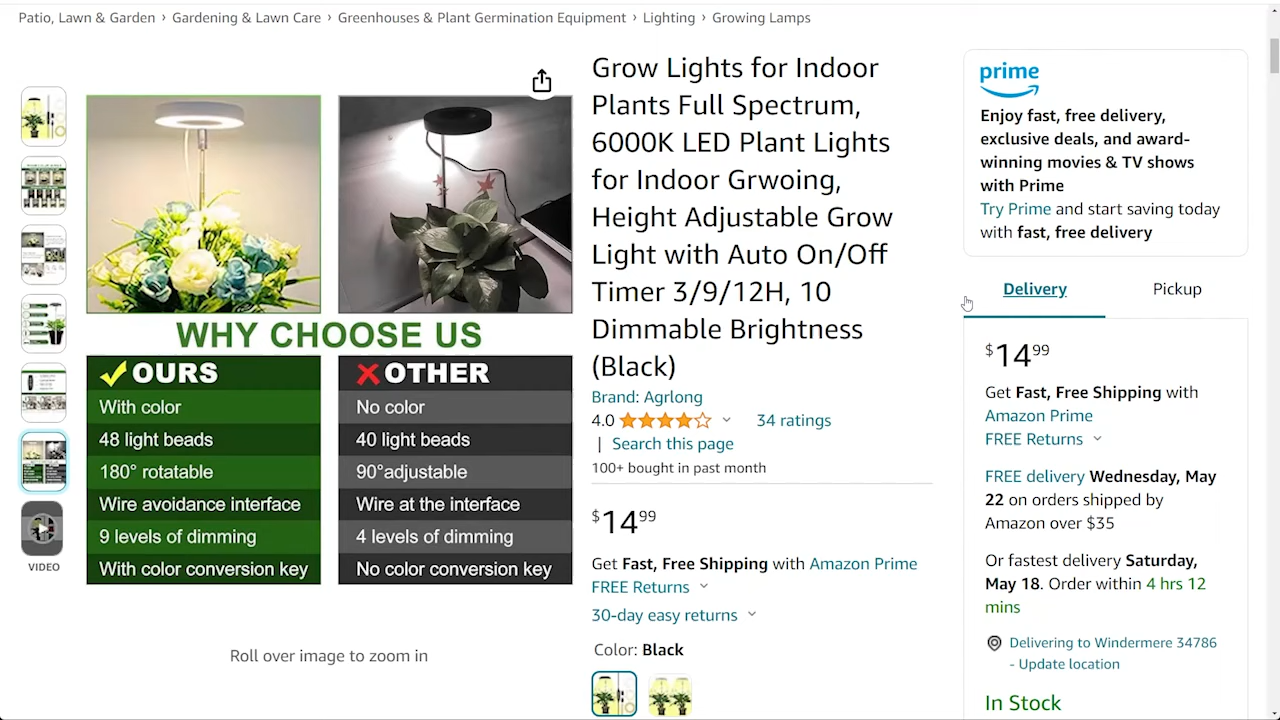 Patio, Lawn & Garden › Gardening & Lawn Care › Greenhouses & Plant Germination Equipment › Lighting › Growing Lamps
WHY CHOOSE US
OURS
With color
48 light beads
180° rotatable
Wire avoidance interface
9 levels of dimming
With color conversion key
OTHER
No color
40 light beads
90°adjustable
Wire at the interface
4 levels of dimming
No color conversion key
VIDEO
Roll over image to zoom in
Grow Lights for Indoor
Plants Full Spectrum,
6000K LED Plant Lights
for Indoor Grwoing,
Height Adjustable Grow
Light with Auto On/Off
Timer 3/9/12H, 10
Dimmable Brightness
(Black)
Brand: Agrlong
4.0 34 ratings
| Search this page
100+ bought in past month
$1499
Get Fast, Free Shipping with Amazon Prime
FREE Returns
30-day easy returns
Color: Black
prime
Enjoy fast, free delivery,
exclusive deals, and award-
winning movies & TV shows
with Prime
Try Prime and start saving today
with fast, free delivery
Delivery Pickup
$1499
Get Fast, Free Shipping with
Amazon Prime
FREE Returns
FREE delivery Wednesday, May
22 on orders shipped by
Amazon over $35
Or fastest delivery Saturday,
May 18. Order within 4 hrs 12
mins
Delivering to Windermere 34786
- Update location
In Stock